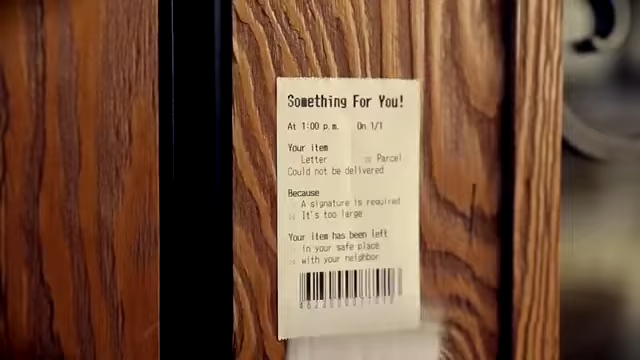 Something For You!
At 1:00 p.m. On 1/1
Your item
Letter Parcel
Could not be delivered
Because
A signature is required
It's too large
Your item has been left
in your safe place
with your neighbor